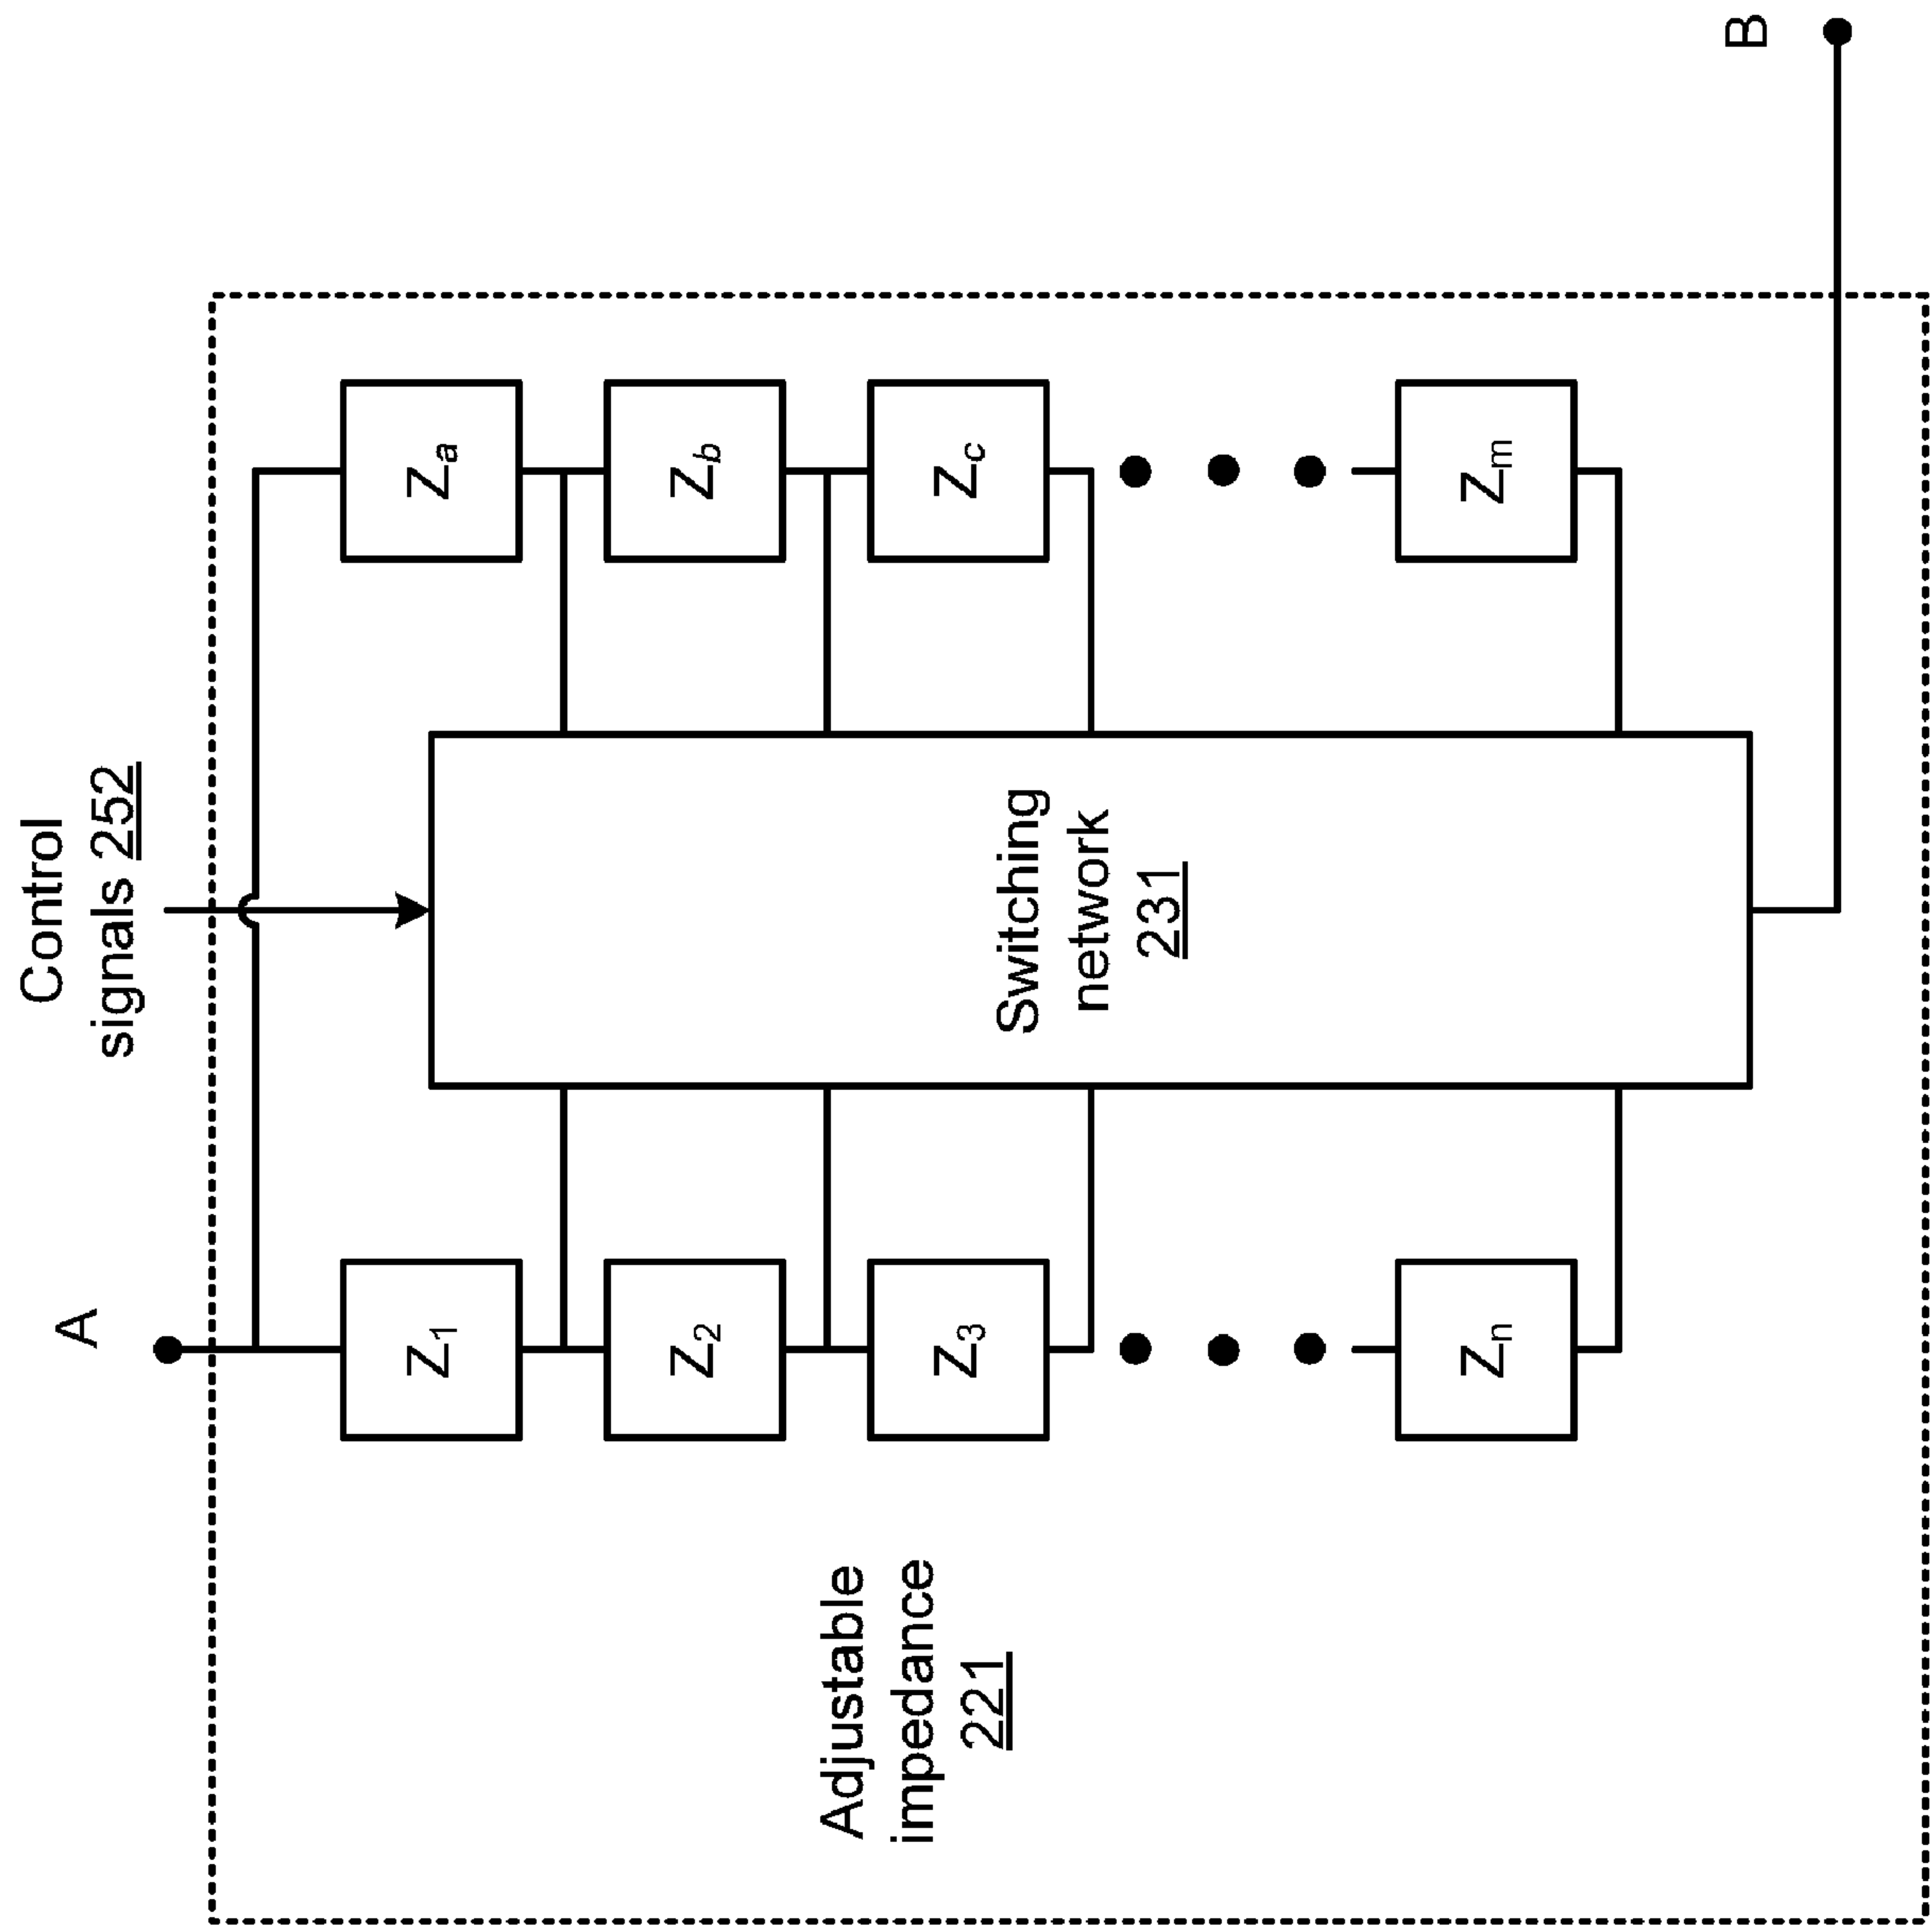 Control
signals 252
A
B
Z1
Z2
Z3
Zn
Za
Zb
Zc
Zm
Switching
network
231
Adjustable
impedance
221